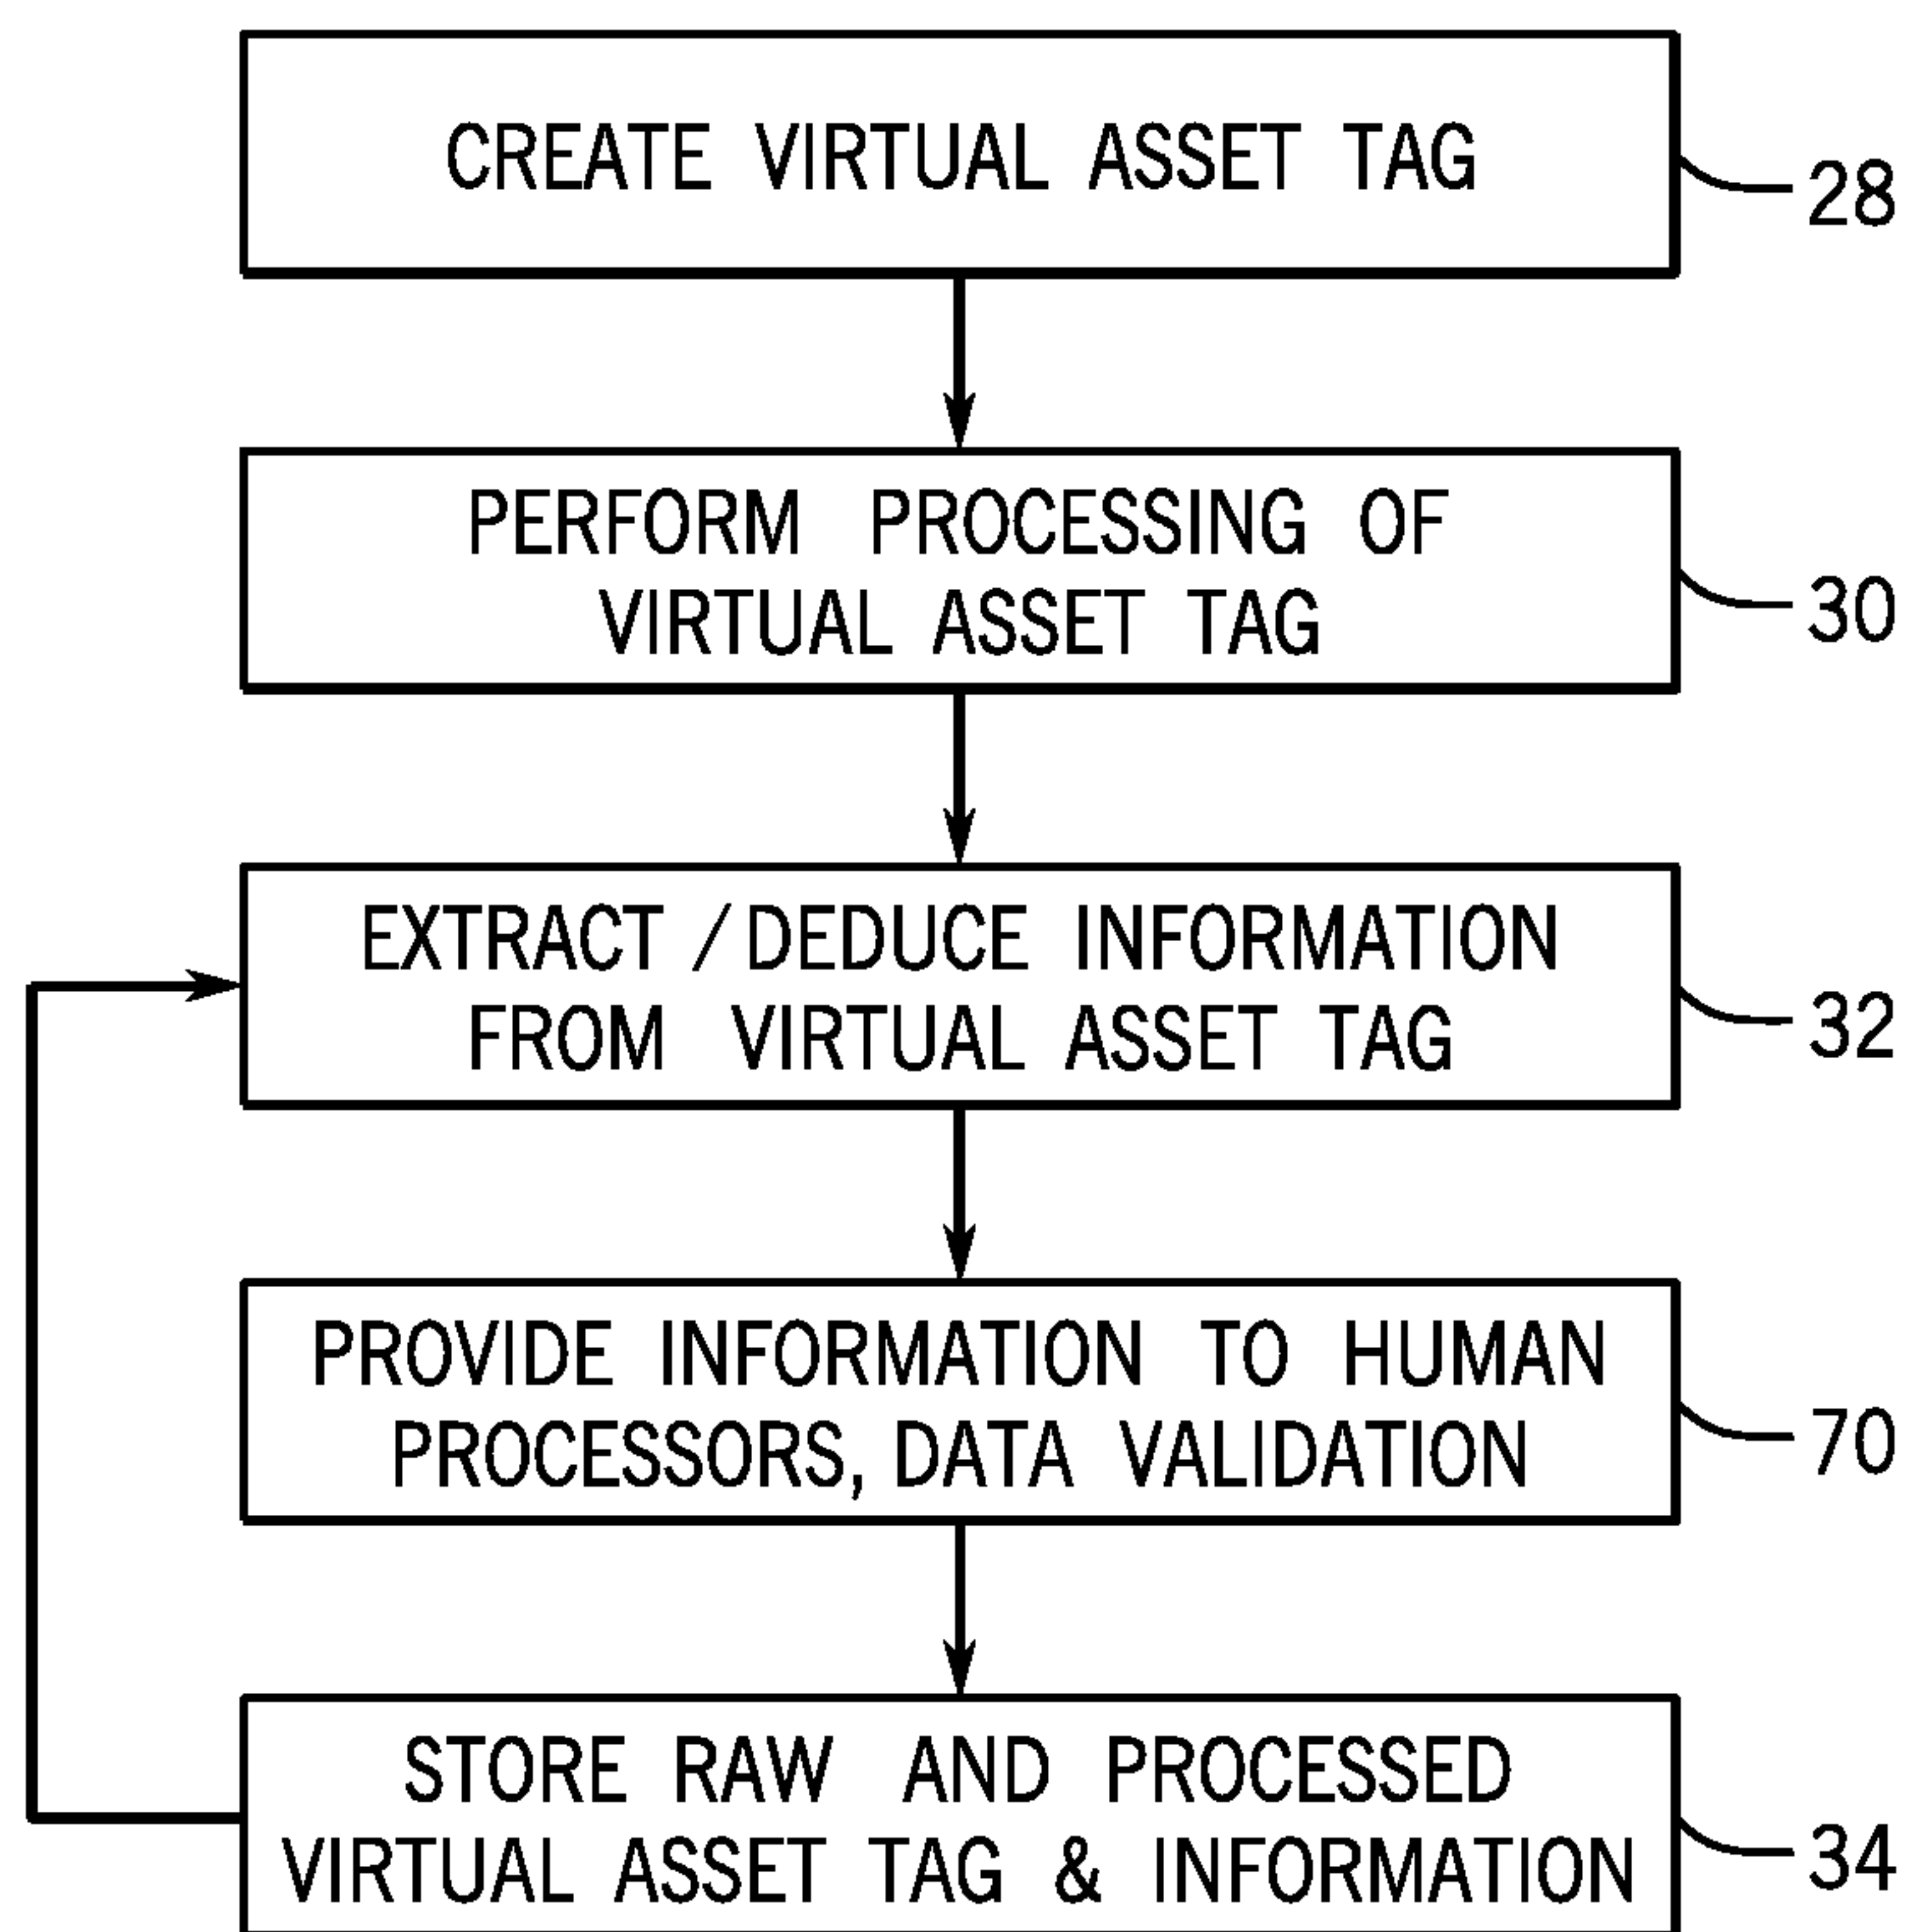 CREATE VIRTUAL ASSET TAG
28
PERFORM PROCESSING OF
VIRTUAL ASSET TAG
30
EXTRACT /DEDUCE INFORMATION
FROM VIRTUAL ASSET TAG
32
PROVIDE INFORMATION TO HUMAN
PROCESSORS, DATA VALIDATION
70
STORE RAW AND PROCESSED
VIRTUAL ASSET TAG & INFORMATION
34